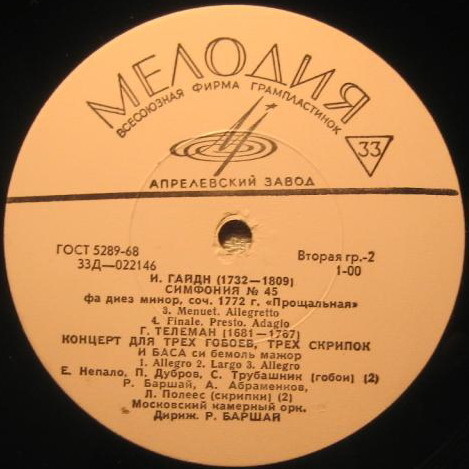 МЕЛОДИЯ
ВСЕСОЮЗНАЯ ФИРМА ГРАМПЛАСТИНОК
33
АПРЕЛЕВСКИЙ ЗАВОД
ГОСТ 5289-68
33Д—022146
Вторая гр.-2
1-00
И. ГАЙДН (1732—1809)
СИМФОНИЯ № 45
фа диез минор, соч. 1772 г. «Прощальная»
3. Menuet. Allegretto
4. Finale. Presto. Adagio
Г. ТЕЛЕМАН (1681—1767)
КОНЦЕРТ ДЛЯ ТРЕХ ГОБОЕВ, ТРЕХ СКРИПОК
И БАСА си бемоль мажор
1. Allegro 2. Largo 3. Allegro
Е. Непало, П. Дубров, С. Трубашник (гобои) (2)
Р. Баршай, А. Абраменков,
Л. Полеес (скрипки) (2)
Московский камерный орк.
Дириж. Р. БАРШАЙ